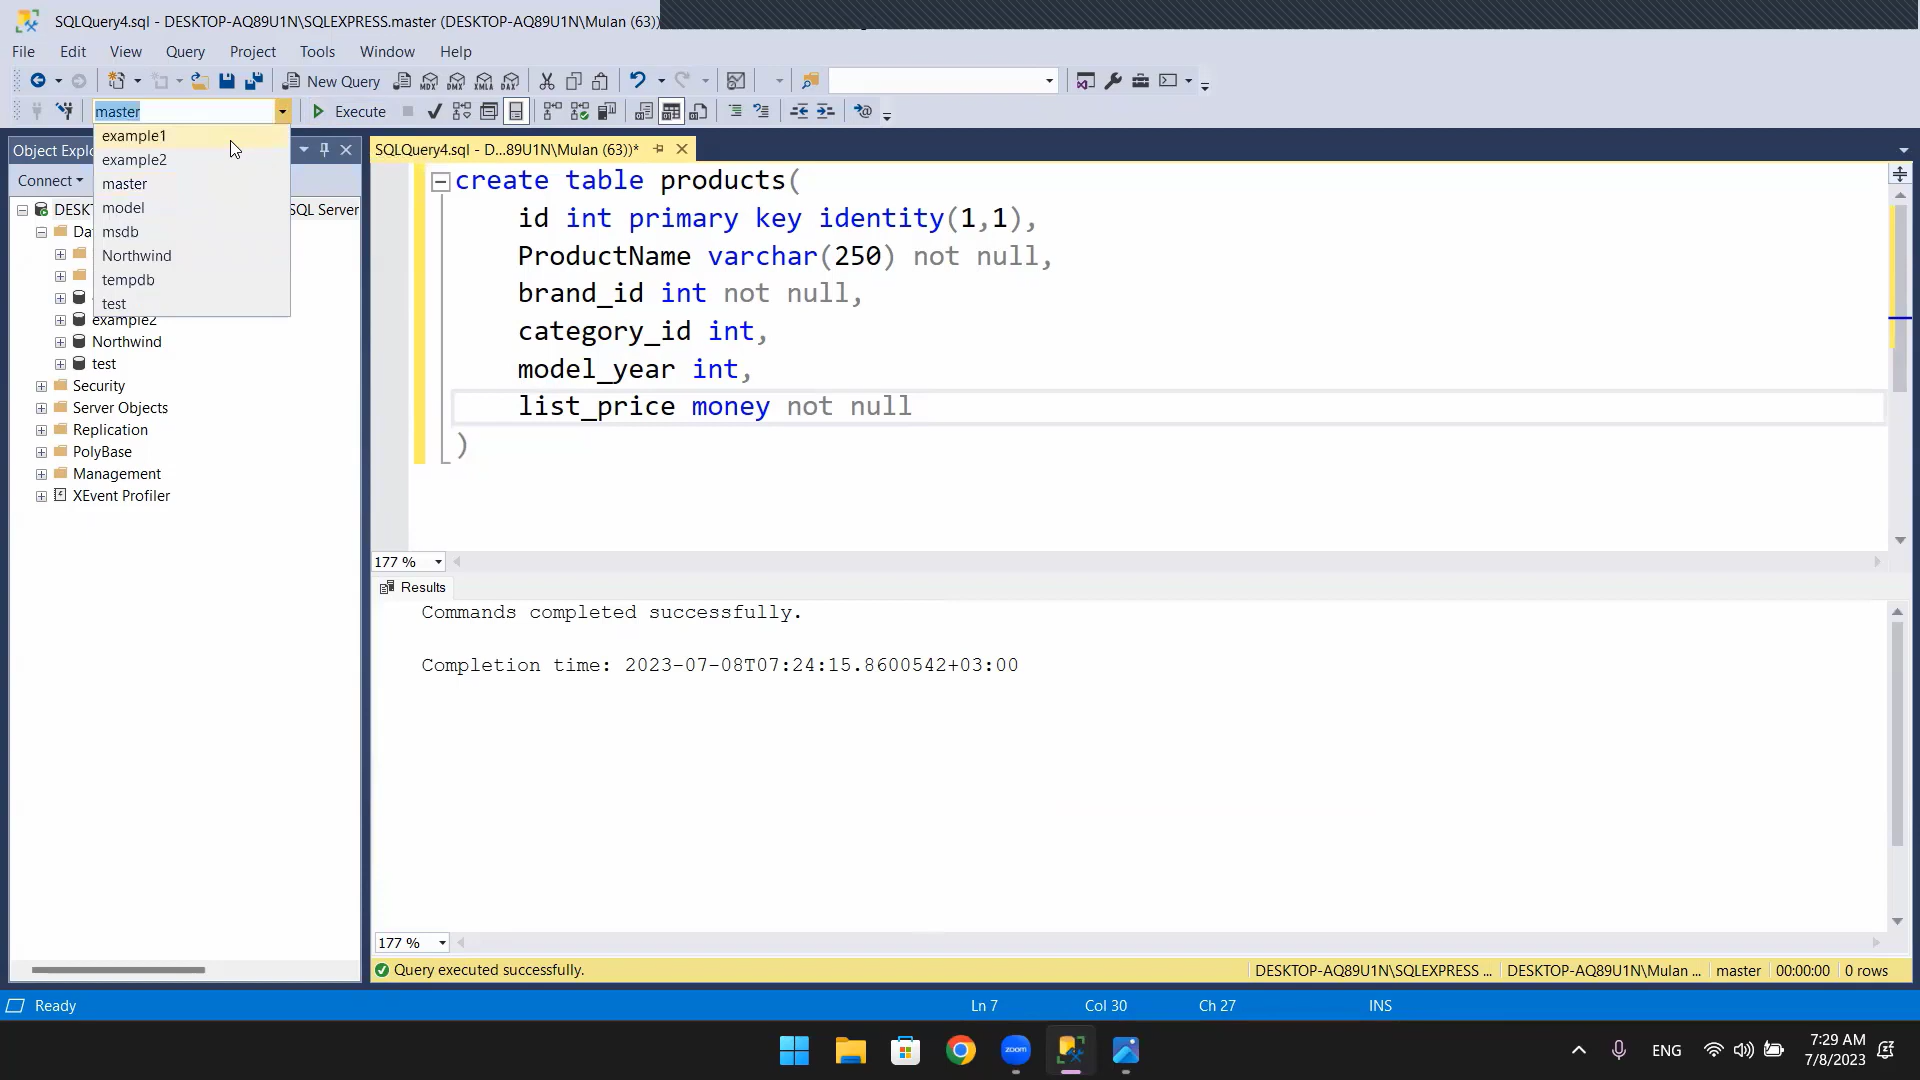 SQLQuery4.sql - DESKTOP-AQ89U1N\SQLEXPRESS.master (DESKTOP-AQ89U1N\Mulan (63))
File Edit View Query Project Tools Window Help
New Query
master Execute
example1
example2
master
model
msdb
Northwind
tempdb
test
Connect
SQL Server
example2
Northwind
test
Security
Server Objects
Replication
PolyBase
Management
XEvent Profiler
SQLQuery4.sql - D...89U1N\Mulan (63))*
create table products(
id int primary key identity(1,1),
ProductName varchar(250) not null,
brand_id int not null,
category_id int,
model_year int,
list_price money not null
)
177 %
Results
Commands completed successfully.
Completion time: 2023-07-08T07:24:15.8600542+03:00
177 %
Query executed successfully. DESKTOP-AQ89U1N\SQLEXPRESS ... DESKTOP-AQ89U1N\Mulan ... master 00:00:00 0 rows
Ready Ln 7 Col 30 Ch 27 INS
zoom
ENG
7:29 AM
7/8/2023